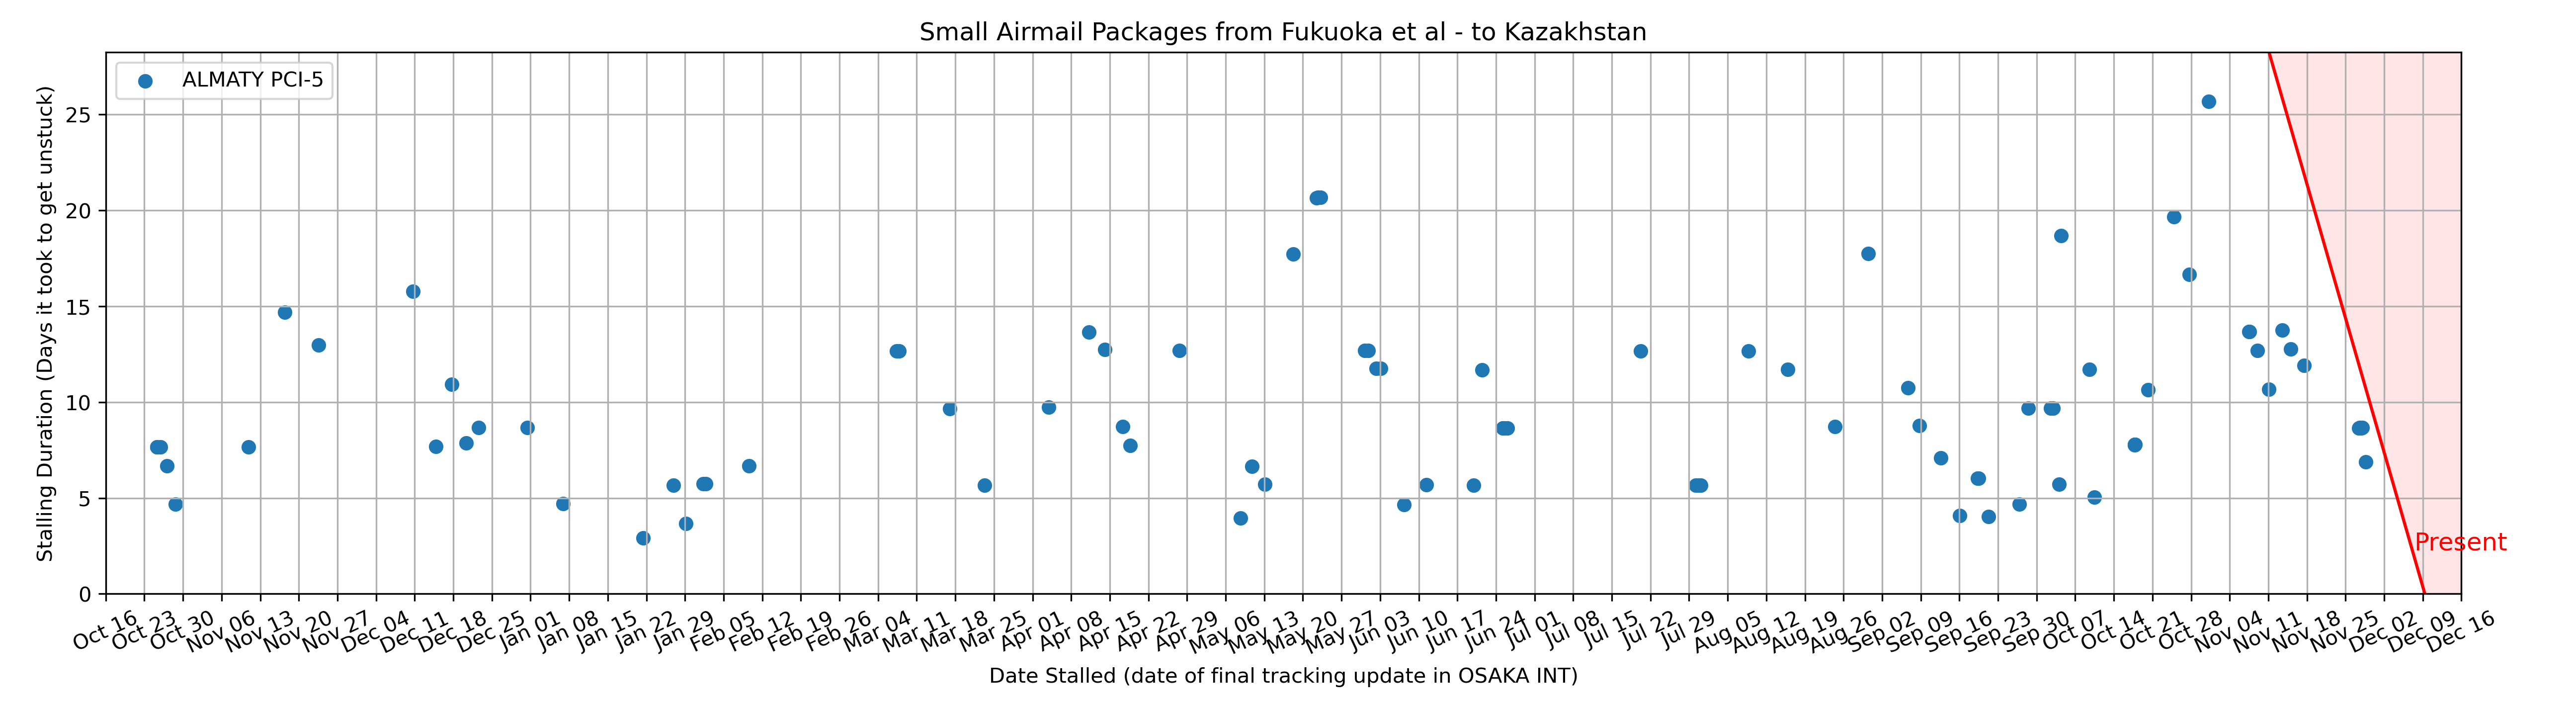 Small Airmail Packages from Fukuoka et al - to Kazakhstan
ALMATY PCI-5
Stalling Duration (Days it took to get unstuck)
25
20
15
10
5
0
Present
Oct 16
Oct 23
Oct 30
Nov 06
Nov 13
Nov 20
Nov 27
Dec 04
Dec 11
Dec 18
Dec 25
Jan 01
Jan 08
Jan 15
Jan 22
Jan 29
Feb 05
Feb 12
Feb 19
Feb 26
Mar 04
Mar 11
Mar 18
Mar 25
Apr 01
Apr 08
Apr 15
Apr 22
Apr 29
May 06
May 13
May 20
May 27
Jun 03
Jun 10
Jun 17
Jun 24
Jul 01
Jul 08
Jul 15
Jul 22
Jul 29
Aug 05
Aug 12
Aug 19
Aug 26
Sep 02
Sep 09
Sep 16
Sep 23
Sep 30
Oct 07
Oct 14
Oct 21
Oct 28
Nov 04
Nov 11
Nov 18
Nov 25
Dec 02
Dec 09
Dec 16
Date Stalled (date of final tracking update in OSAKA INT)